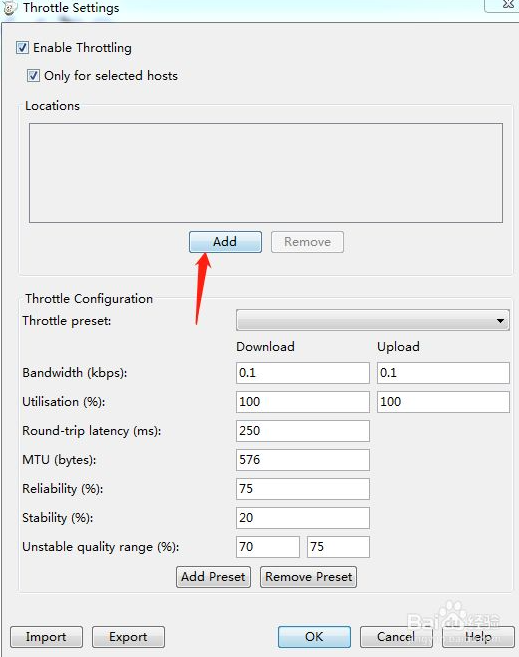 Throttle Settings
Enable Throttling
Only for selected hosts
Locations
Add Remove
Throttle Configuration
Throttle preset:
Download Upload
Bandwidth (kbps): 0.1 0.1
Utilisation (%): 100 100
Round-trip latency (ms): 250
MTU (bytes): 576
Reliability (%): 75
Stability (%): 20
Unstable quality range (%): 70 75
Add Preset Remove Preset
Import Export OK Cancel Help
Baidu 经验